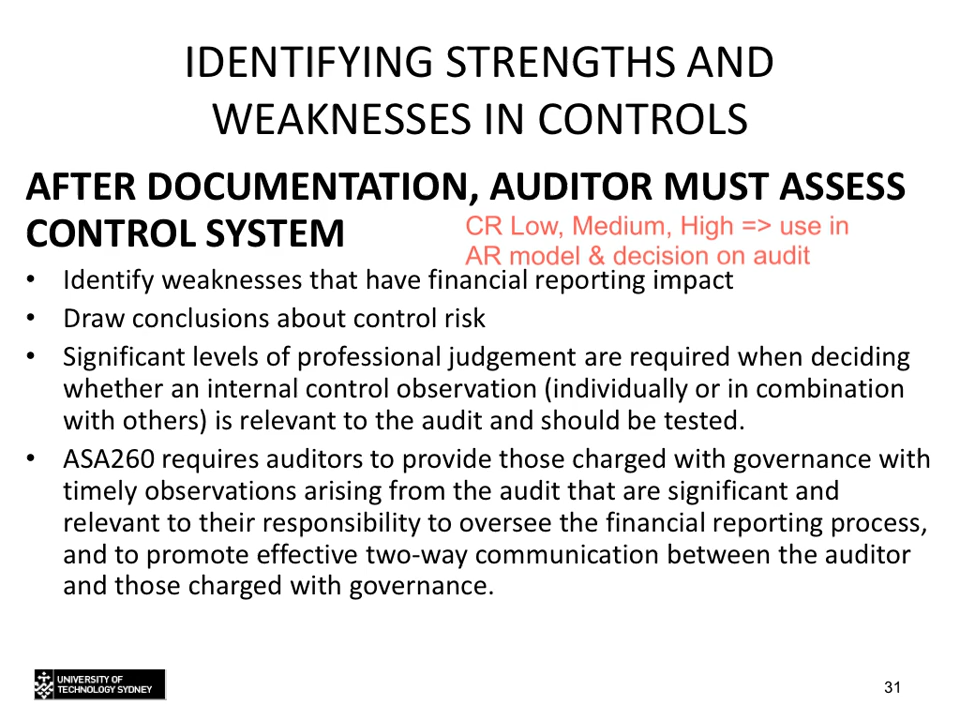 IDENTIFYING STRENGTHS AND
WEAKNESSES IN CONTROLS
AFTER DOCUMENTATION, AUDITOR MUST ASSESS
CONTROL SYSTEM
CR Low, Medium, High => use in
AR model & decision on audit
• Identify weaknesses that have financial reporting impact
• Draw conclusions about control risk
• Significant levels of professional judgement are required when deciding
whether an internal control observation (individually or in combination
with others) is relevant to the audit and should be tested.
• ASA260 requires auditors to provide those charged with governance with
timely observations arising from the audit that are significant and
relevant to their responsibility to oversee the financial reporting process,
and to promote effective two-way communication between the auditor
and those charged with governance.
UNIVERSITY OF
TECHNOLOGY SYDNEY
31